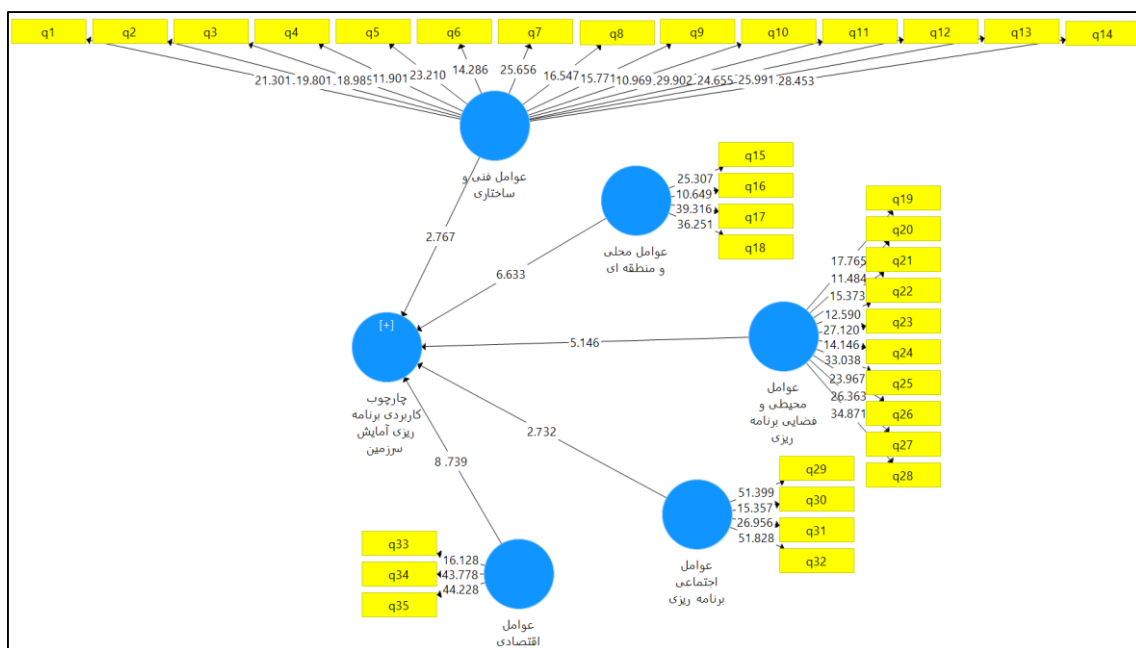 q1 q2 q3 q4 q5 q6 q7 q8 q9 q10 q11 q12 q13 q14
21.301 19.801 18.985 11.901 23.210 14.286 25.656 16.547 15.771 10.969 29.902 24.655 25.991 28.453
عوامل فنی و
ساختاری
2.767
q15
q16
q17
q18
25.307
10.649
39.316
36.251
عوامل محلی
و منطقه ای
6.633
q19
q20
q21
q22
q23
q24
q25
q26
q27
q28
17.765
11.484
15.373
12.590
27.120
14.146
33.038
23.967
26.363
34.871
عوامل
محیطی و
فضایی برنامه
ریزی
5.146
[+]
چارچوب
کاربردی برنامه
ریزی آمایش
سرزمین
2.732
q29
q30
q31
q32
51.399
15.357
26.956
51.828
عوامل
اجتماعی
برنامه ریزی
8.739
q33
q34
q35
16.128
43.778
44.228
عوامل
اقتصادی